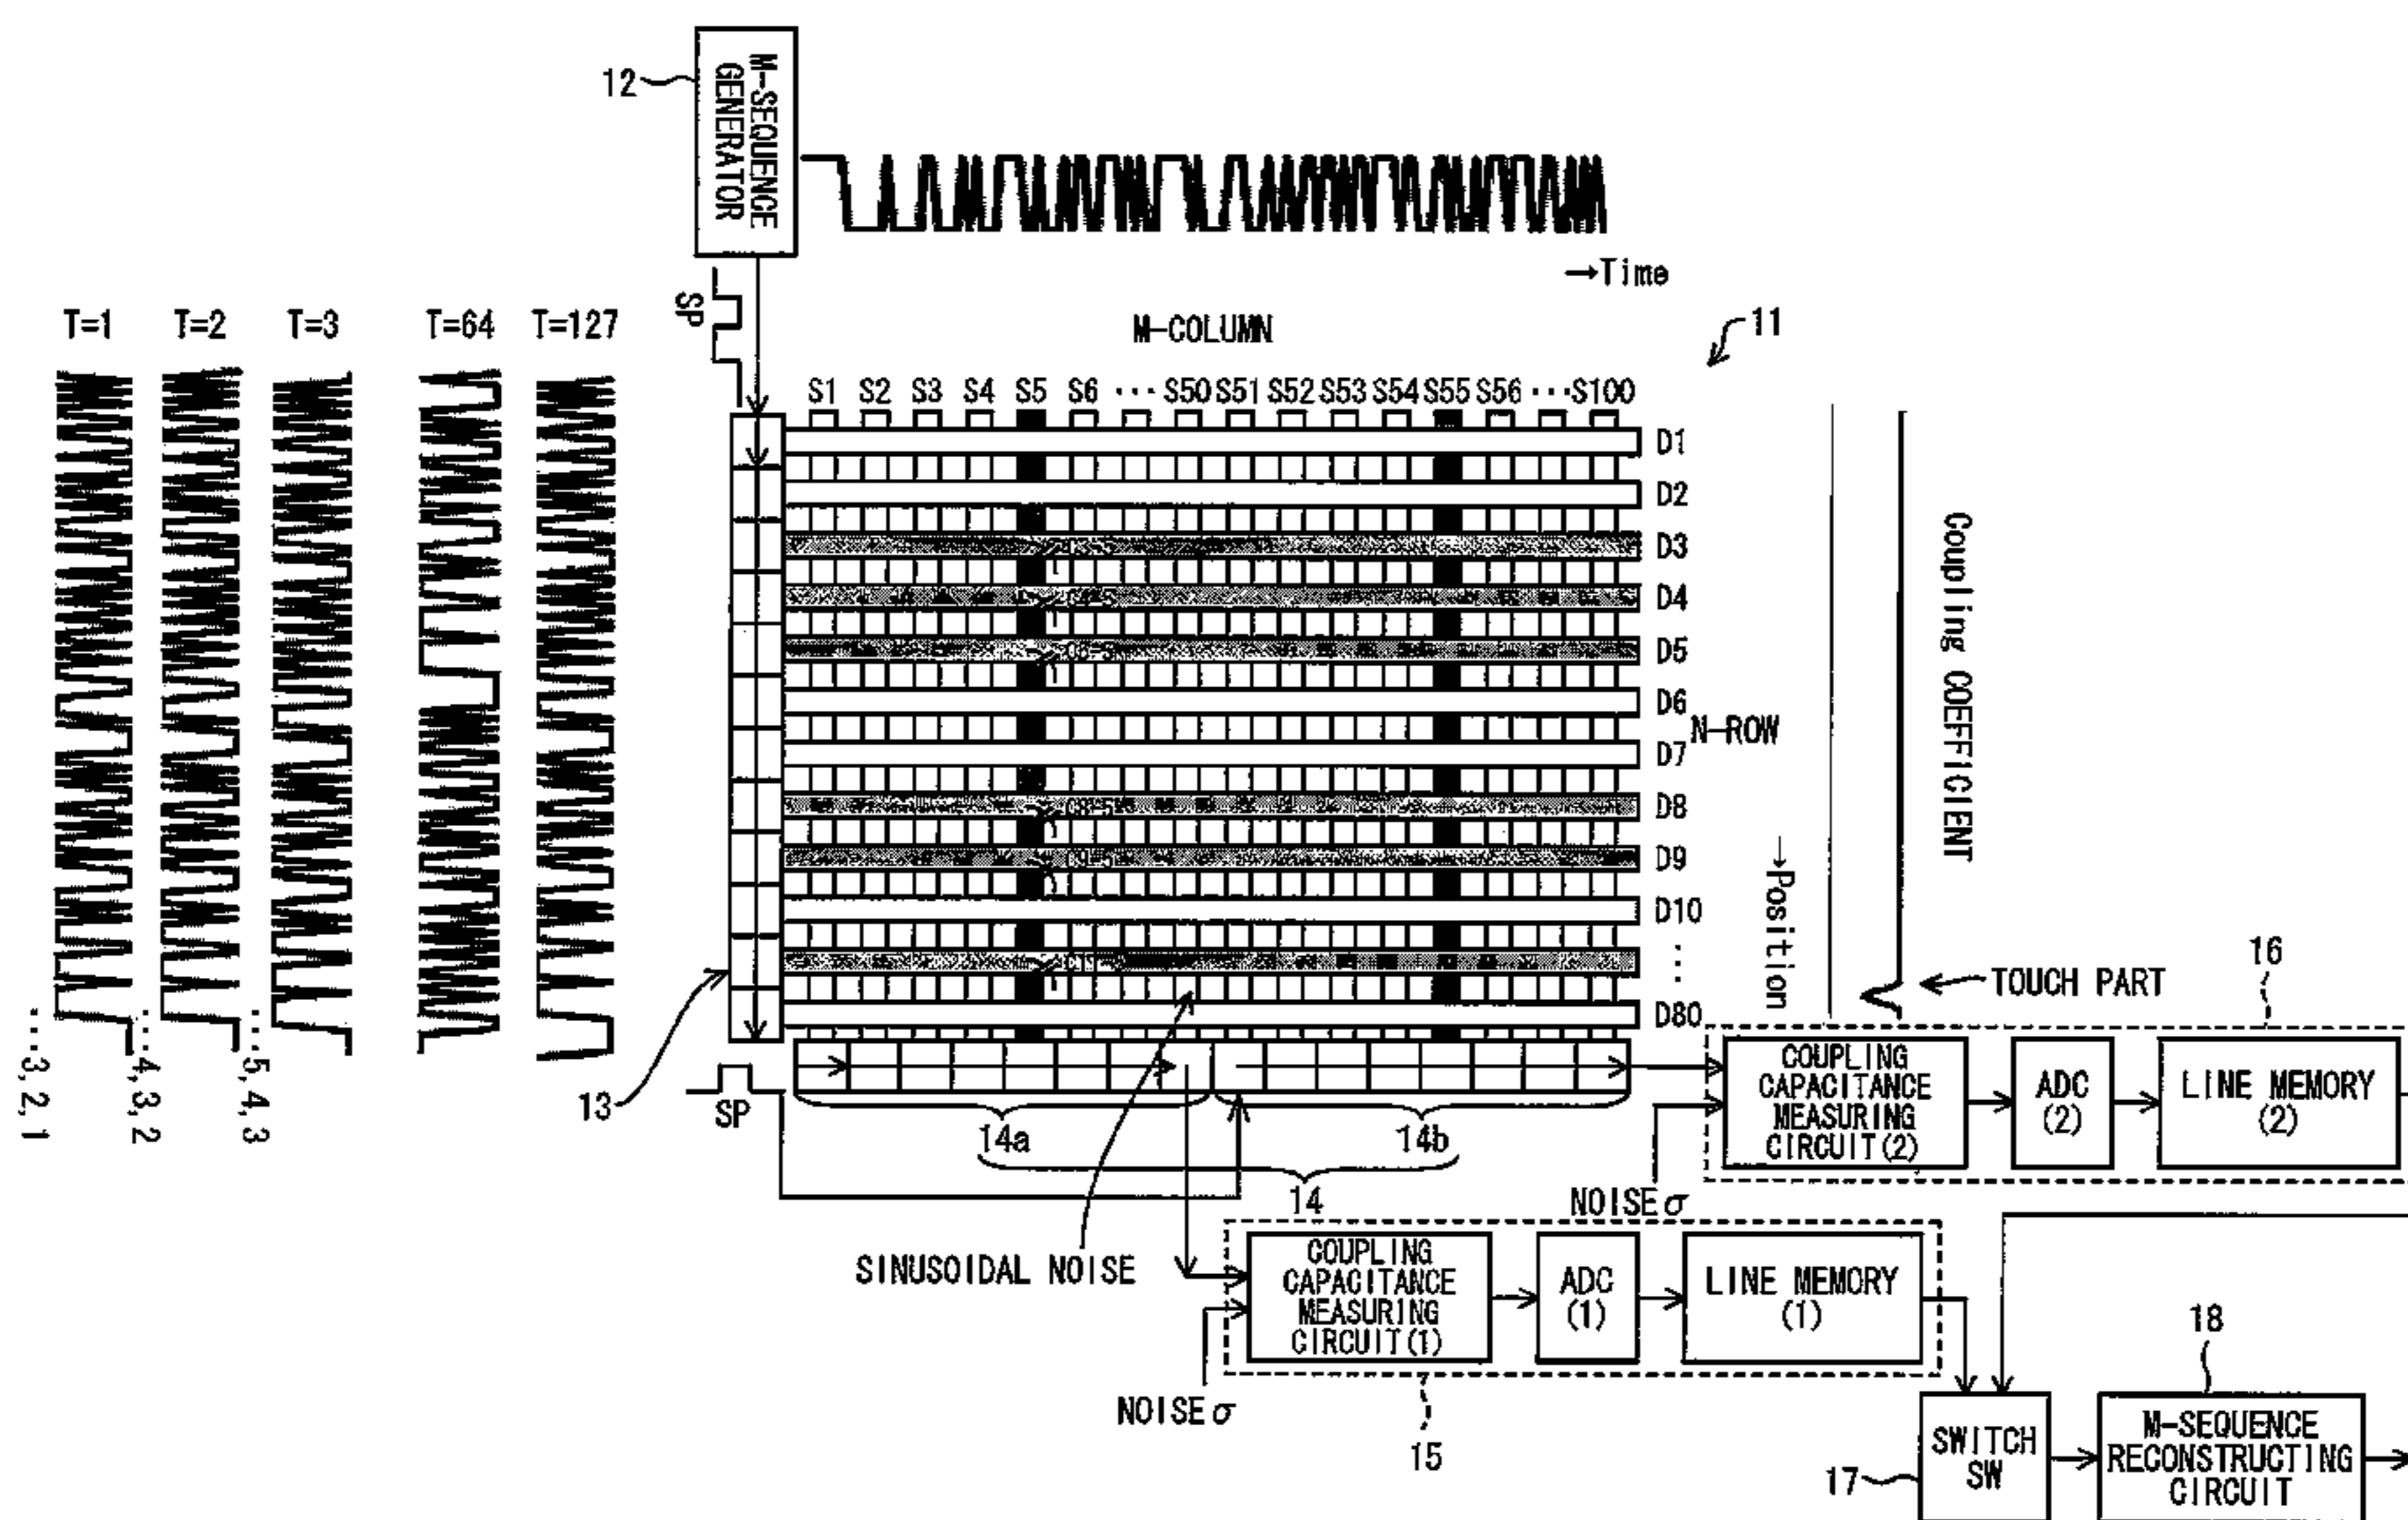 12
M-SEQUENCE
GENERATOR
→Time
SP
T=1 T=2 T=3 T=64 T=127
M-COLUMN
11
S1 S2 S3 S4 S5 S6 ··· S50 S51 S52 S53 S54 S55 S56 ··· S100
D1
D2
D3
D4
D5
D6
N-ROW
D7
D8
D9
D10
⋮
D80
Coupling COEFFICIENT
→Position
TOUCH PART
16
···3, 2, 1
···4, 3, 2
···5, 4, 3
13
SP
14a
14b
14
COUPLING
CAPACITANCE
MEASURING
CIRCUIT(2)
ADC
(2)
LINE MEMORY
(2)
NOISE σ
SINUSOIDAL NOISE
COUPLING
CAPACITANCE
MEASURING
CIRCUIT(1)
ADC
(1)
LINE MEMORY
(1)
NOISE σ
15
18
17
SWITCH
SW
M-SEQUENCE
RECONSTRUCTING
CIRCUIT